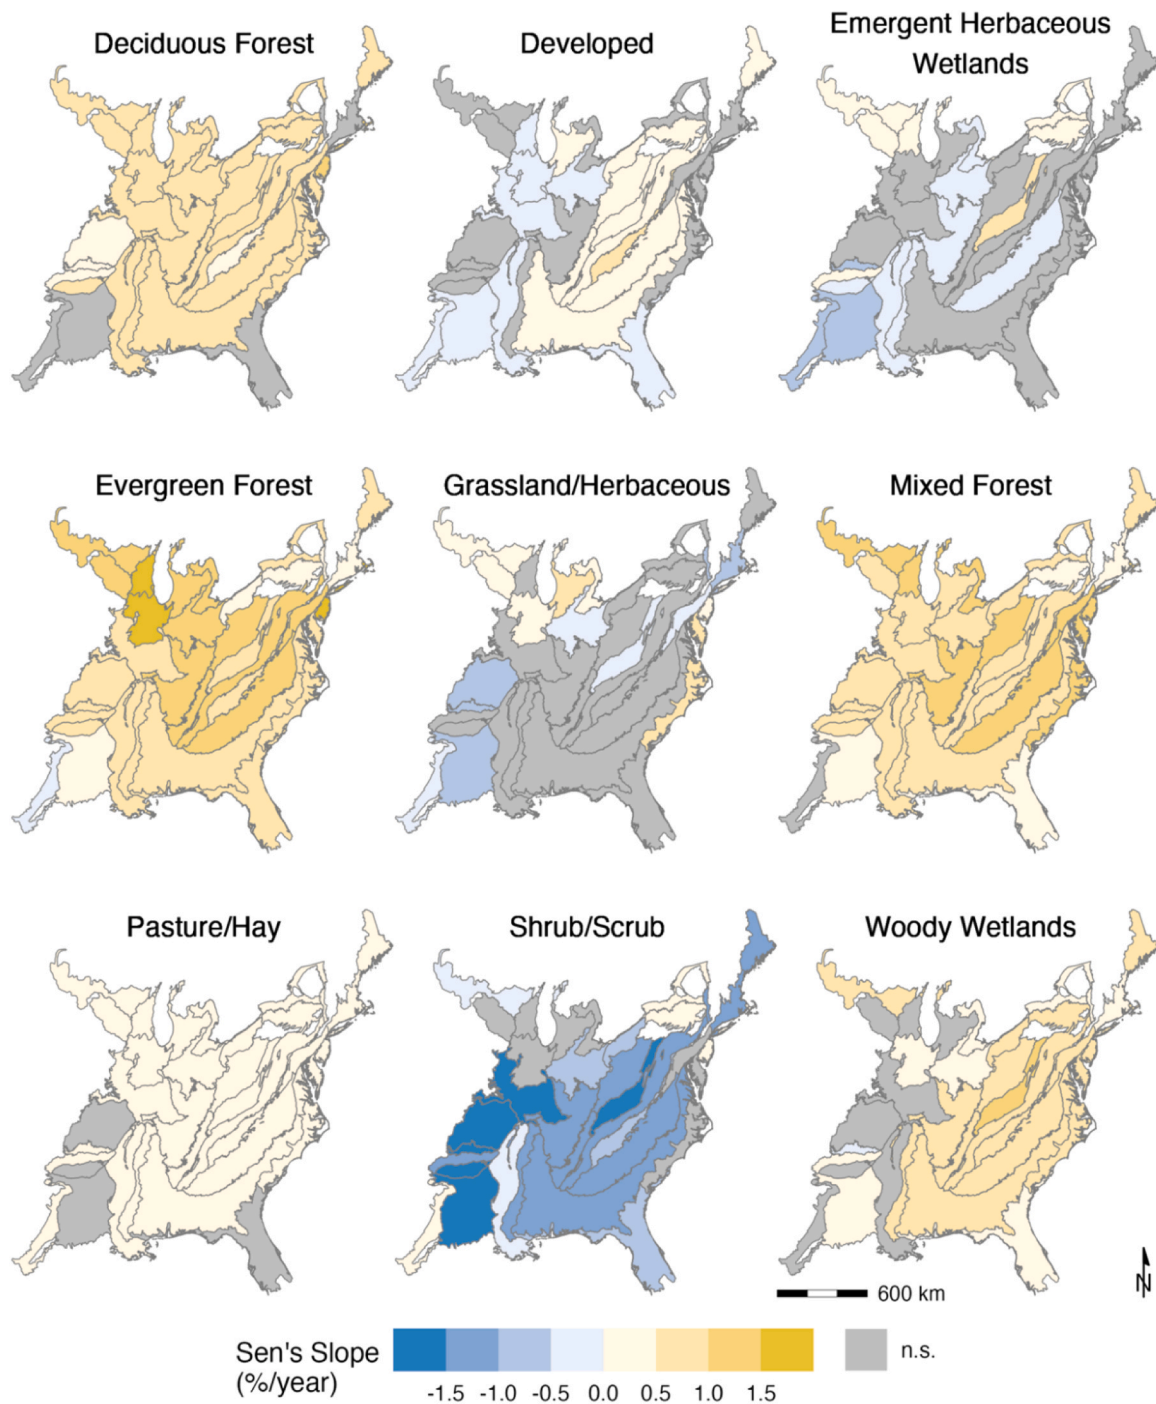 Deciduous Forest
Developed
Emergent Herbaceous
Wetlands
Evergreen Forest
Grassland/Herbaceous
Mixed Forest
Pasture/Hay
Shrub/Scrub
Woody Wetlands
600 km
N
Sen's Slope
(%/year)
-1.5 -1.0 -0.5 0.0 0.5 1.0 1.5
n.s.